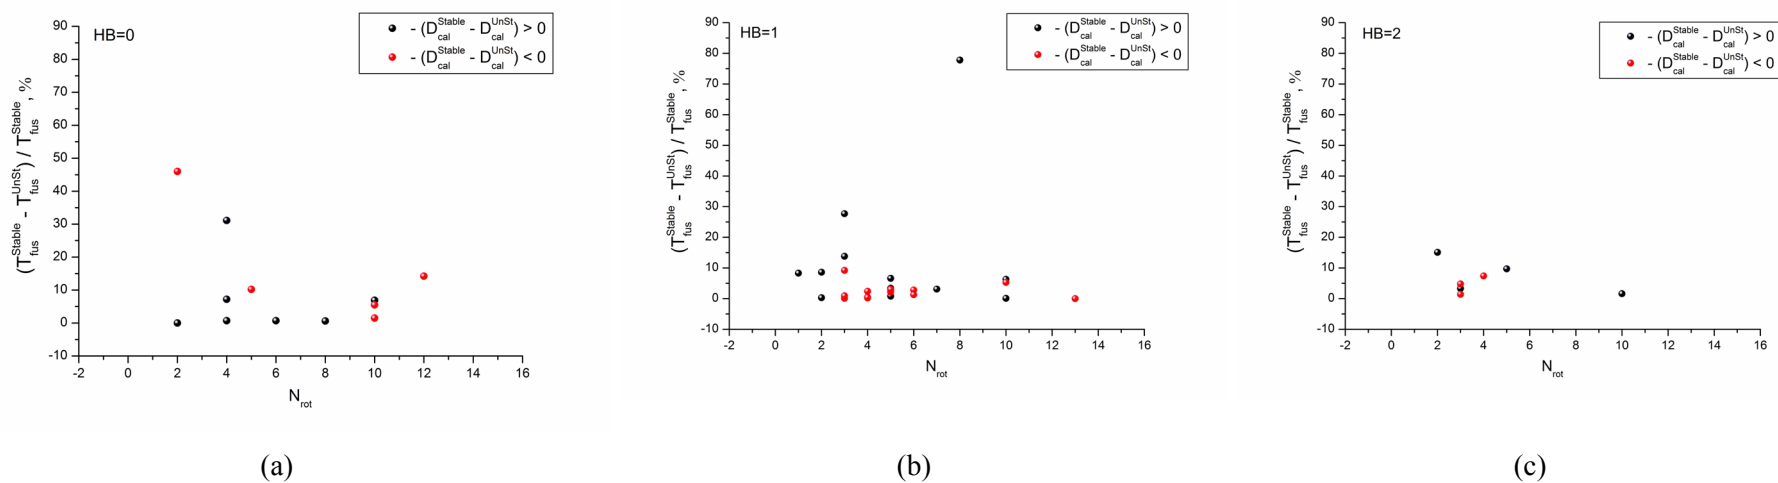 HB=0
- (D_cal^Stable - D_cal^UnSt) > 0
- (D_cal^Stable - D_cal^UnSt) < 0
(T_fus^Stable - T_fus^UnSt) / T_fus^Stable, %
90
80
70
60
50
40
30
20
10
0
-10
-2 0 2 4 6 8 10 12 14 16
N_rot
(a)
HB=1
- (D_cal^Stable - D_cal^UnSt) > 0
- (D_cal^Stable - D_cal^UnSt) < 0
(T_fus^Stable - T_fus^UnSt) / T_fus^Stable, %
90
80
70
60
50
40
30
20
10
0
-10
-2 0 2 4 6 8 10 12 14 16
N_rot
(b)
HB=2
- (D_cal^Stable - D_cal^UnSt) > 0
- (D_cal^Stable - D_cal^UnSt) < 0
(T_fus^Stable - T_fus^UnSt) / T_fus^Stable, %
90
80
70
60
50
40
30
20
10
0
-10
-2 0 2 4 6 8 10 12 14 16
N_rot
(c)